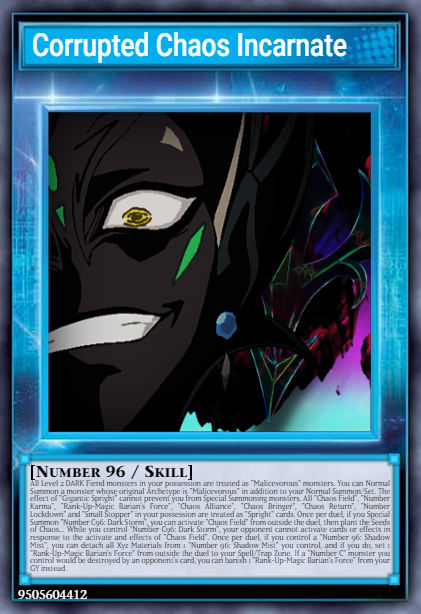 Corrupted Chaos Incarnate
[Number 96 / Skill]
All Level 2 DARK Fiend monsters in your possession are treated as "Malicevorous" monsters. You can Normal
Summon a monster whose original Archetype is "Malicevorous" in addition to your Normal Summon/Set. The
effect of "Gigantic Spright" cannot prevent you from Special Summoning monsters. All "Chaos Field", "Number
Karma", "Rank-Up-Magic Barian's Force", "Chaos Alliance", "Chaos Bringer", "Chaos Return", "Number
Lockdown" and "Small Stopper" in your possession are treated as "Spright" cards. Once per duel, if you Special
Summon "Number C96: Dark Storm", you can activate "Chaos Field" from outside the duel, then plant the Seeds
of Chaos... While you control "Number C96: Dark Storm", your opponent cannot activate cards or effects in
response to the activate and effects of "Chaos Field". Once per duel, if you control a "Number 96: Shadow
Mist", you can detach all Xyz Materials from 1 "Number 96: Shadow Mist" you control, and if you do, set 1
"Rank-Up-Magic Barian's Force" from outside the duel to your Spell/Trap Zone. If a "Number C" monster you
control would be destroyed by an opponent's card, you can banish 1 "Rank-Up-Magic Barian's Force" from your
GY instead.
9505604412